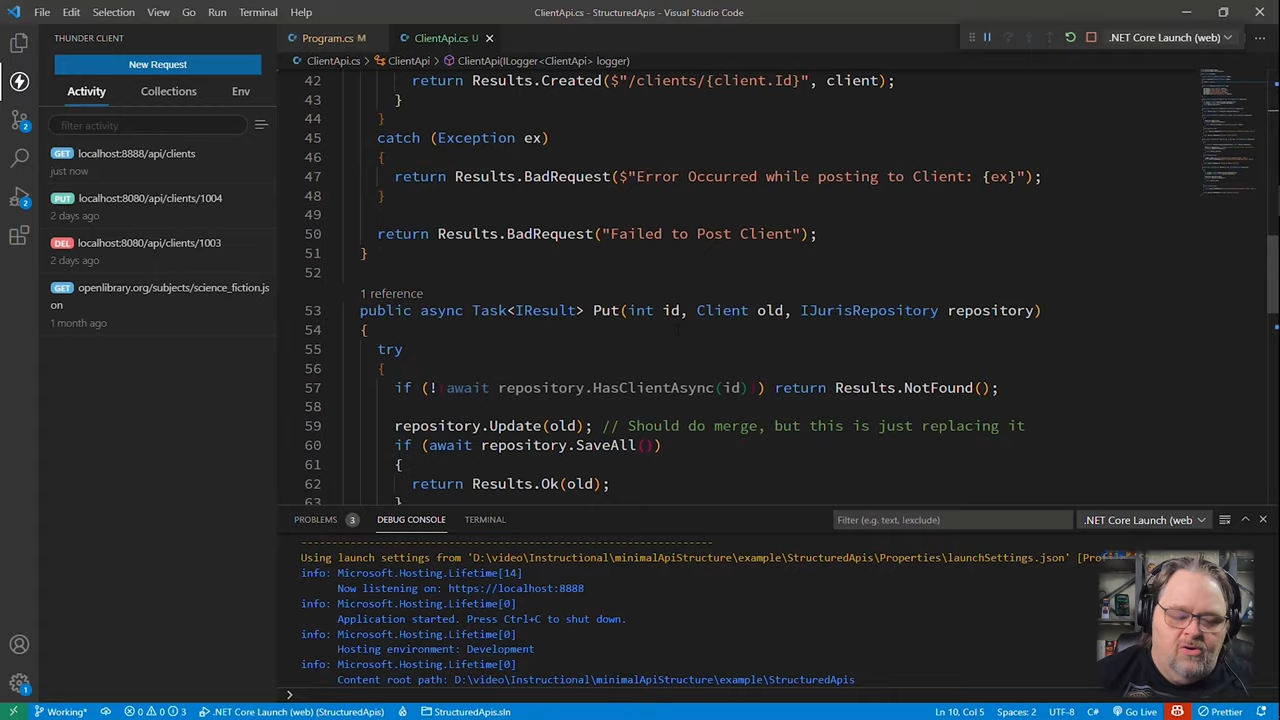 File Edit Selection View Go Run Terminal Help
ClientApi.cs - StructuredApis - Visual Studio Code
THUNDER CLIENT
New Request
Activity Collections Env
filter activity
GET localhost:8888/api/clients
just now
PUT localhost:8080/api/clients/1004
2 days ago
DEL localhost:8080/api/clients/1003
2 days ago
GET openlibrary.org/subjects/science_fiction.js
on
1 month ago
2
2
1
Program.cs M
ClientApi.cs U
.NET Core Launch (web)
ClientApi.cs > ClientApi > ClientApi(ILogger<ClientApi> logger)
42 return Results.Created($"/clients/{client.Id}", client);
43 }
44 }
45 catch (Exception ex)
46 {
47 return Results.BadRequest($"Error Occurred while posting to Client: {ex}");
48 }
49
50 return Results.BadRequest("Failed to Post Client");
51 }
52
1 reference
53 public async Task<IResult> Put(int id, Client old, IJurisRepository repository)
54 {
55 try
56 {
57 if (!(await repository.HasClientAsync(id))) return Results.NotFound();
58
59 repository.Update(old); // Should do merge, but this is just replacing it
60 if (await repository.SaveAll())
61 {
62 return Results.Ok(old);
63 }
PROBLEMS 3 DEBUG CONSOLE TERMINAL
Filter (e.g. text, !exclude)
.NET Core Launch (web
Using launch settings from 'D:\video\Instructional\minimalApiStructure\example\StructuredApis\Properties\launchSettings.json' [Pro
info: Microsoft.Hosting.Lifetime[14]
Now listening on: https://localhost:8888
info: Microsoft.Hosting.Lifetime[0]
Application started. Press Ctrl+C to shut down.
info: Microsoft.Hosting.Lifetime[0]
Hosting environment: Development
info: Microsoft.Hosting.Lifetime[0]
Content root path: D:\video\Instructional\minimalApiStructure\example\StructuredApis
Working* 0 0 3 .NET Core Launch (web) (StructuredApis) StructuredApis.sln
Ln 10, Col 5 Spaces: 2 UTF-8 C# Go Live Prettier